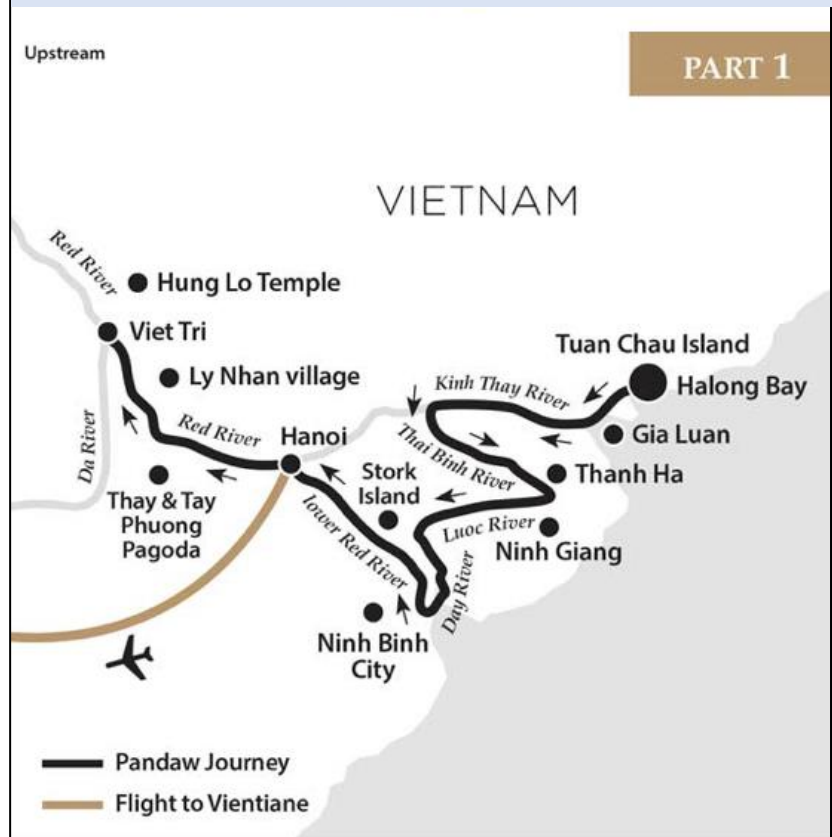 Upstream
PART 1
VIETNAM
Red River
Hung Lo Temple
Viet Tri
Tuan Chau Island
Ly Nhan village
Kinh Thay River
Halong Bay
Da River
Red River
Hanoi
Thai Binh River
Gia Luan
Stork
Island
Thanh Ha
Thay & Tay
Phuong
Pagoda
lower Red River
Luoc River
Ninh Giang
Day River
Ninh Binh
City
Pandaw Journey
Flight to Vientiane